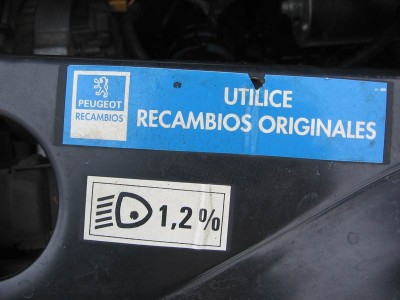 PEUGEOT
RECAMBIOS
UTILICE
RECAMBIOS ORIGINALES
1,2%